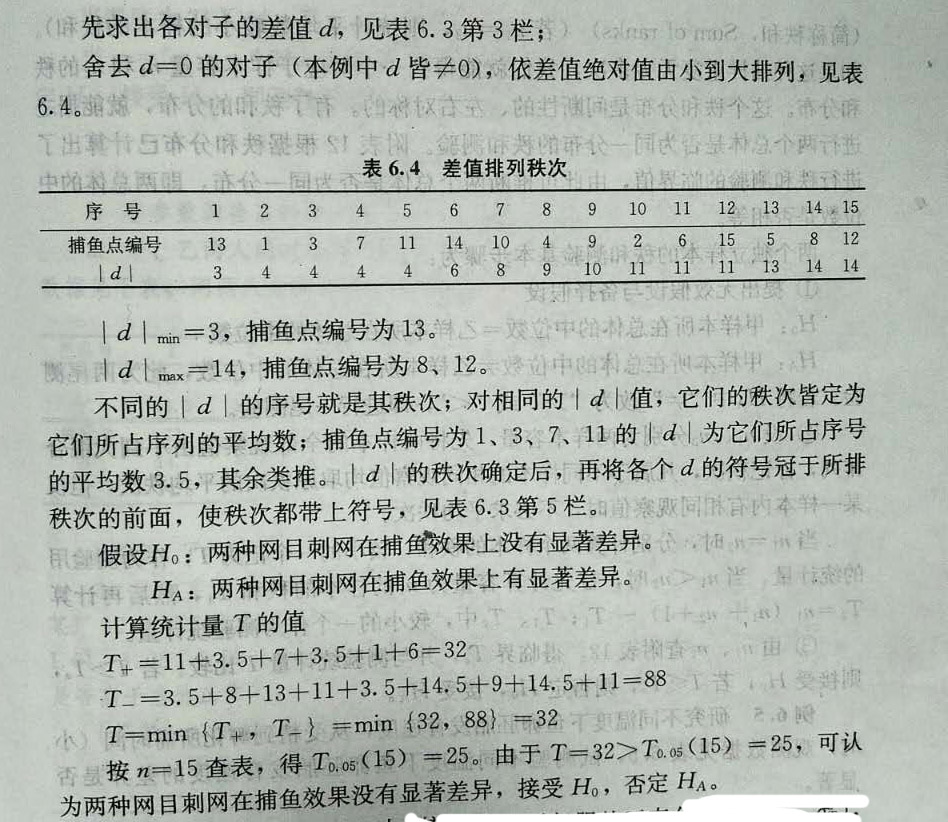 先求出各对子的差值 d，见表 6.3 第 3 栏；
舍去 d=0 的对子（本例中 d 皆≠0），依差值绝对值由小到大排列，见表
6.4。
表 6.4 差值排列秩次
序 号 1 2 3 4 5 6 7 8 9 10 11 12 13 14 15
捕鱼点编号 13 1 3 7 11 14 10 4 9 2 6 15 5 8 12
|d| 3 4 4 4 4 6 8 9 10 11 11 11 13 14 14
|d|min=3，捕鱼点编号为 13。
|d|max=14，捕鱼点编号为 8、12。
不同的|d|的序号就是其秩次；对相同的|d|值，它们的秩次皆定为
它们所占序列的平均数；捕鱼点编号为 1、3、7、11 的|d|为它们所占序号
的平均数 3.5，其余类推。|d|的秩次确定后，再将各个 d 的符号冠于所排
秩次的前面，使秩次都带上符号，见表 6.3 第 5 栏。
假设H₀：两种网目刺网在捕鱼效果上没有显著差异。
HA：两种网目刺网在捕鱼效果上有显著差异。
计算统计量 T 的值
T₊=11+3.5+7+3.5+1+6=32
T₋=3.5+8+13+11+3.5+14.5+9+14.5+11=88
T=min {T₊，T₋} =min {32，88} =32
按 n=15 查表，得 T0.05(15) =25。由于 T=32>T0.05(15) =25，可认
为两种网目刺网在捕鱼效果没有显著差异，接受 H₀，否定 HA。